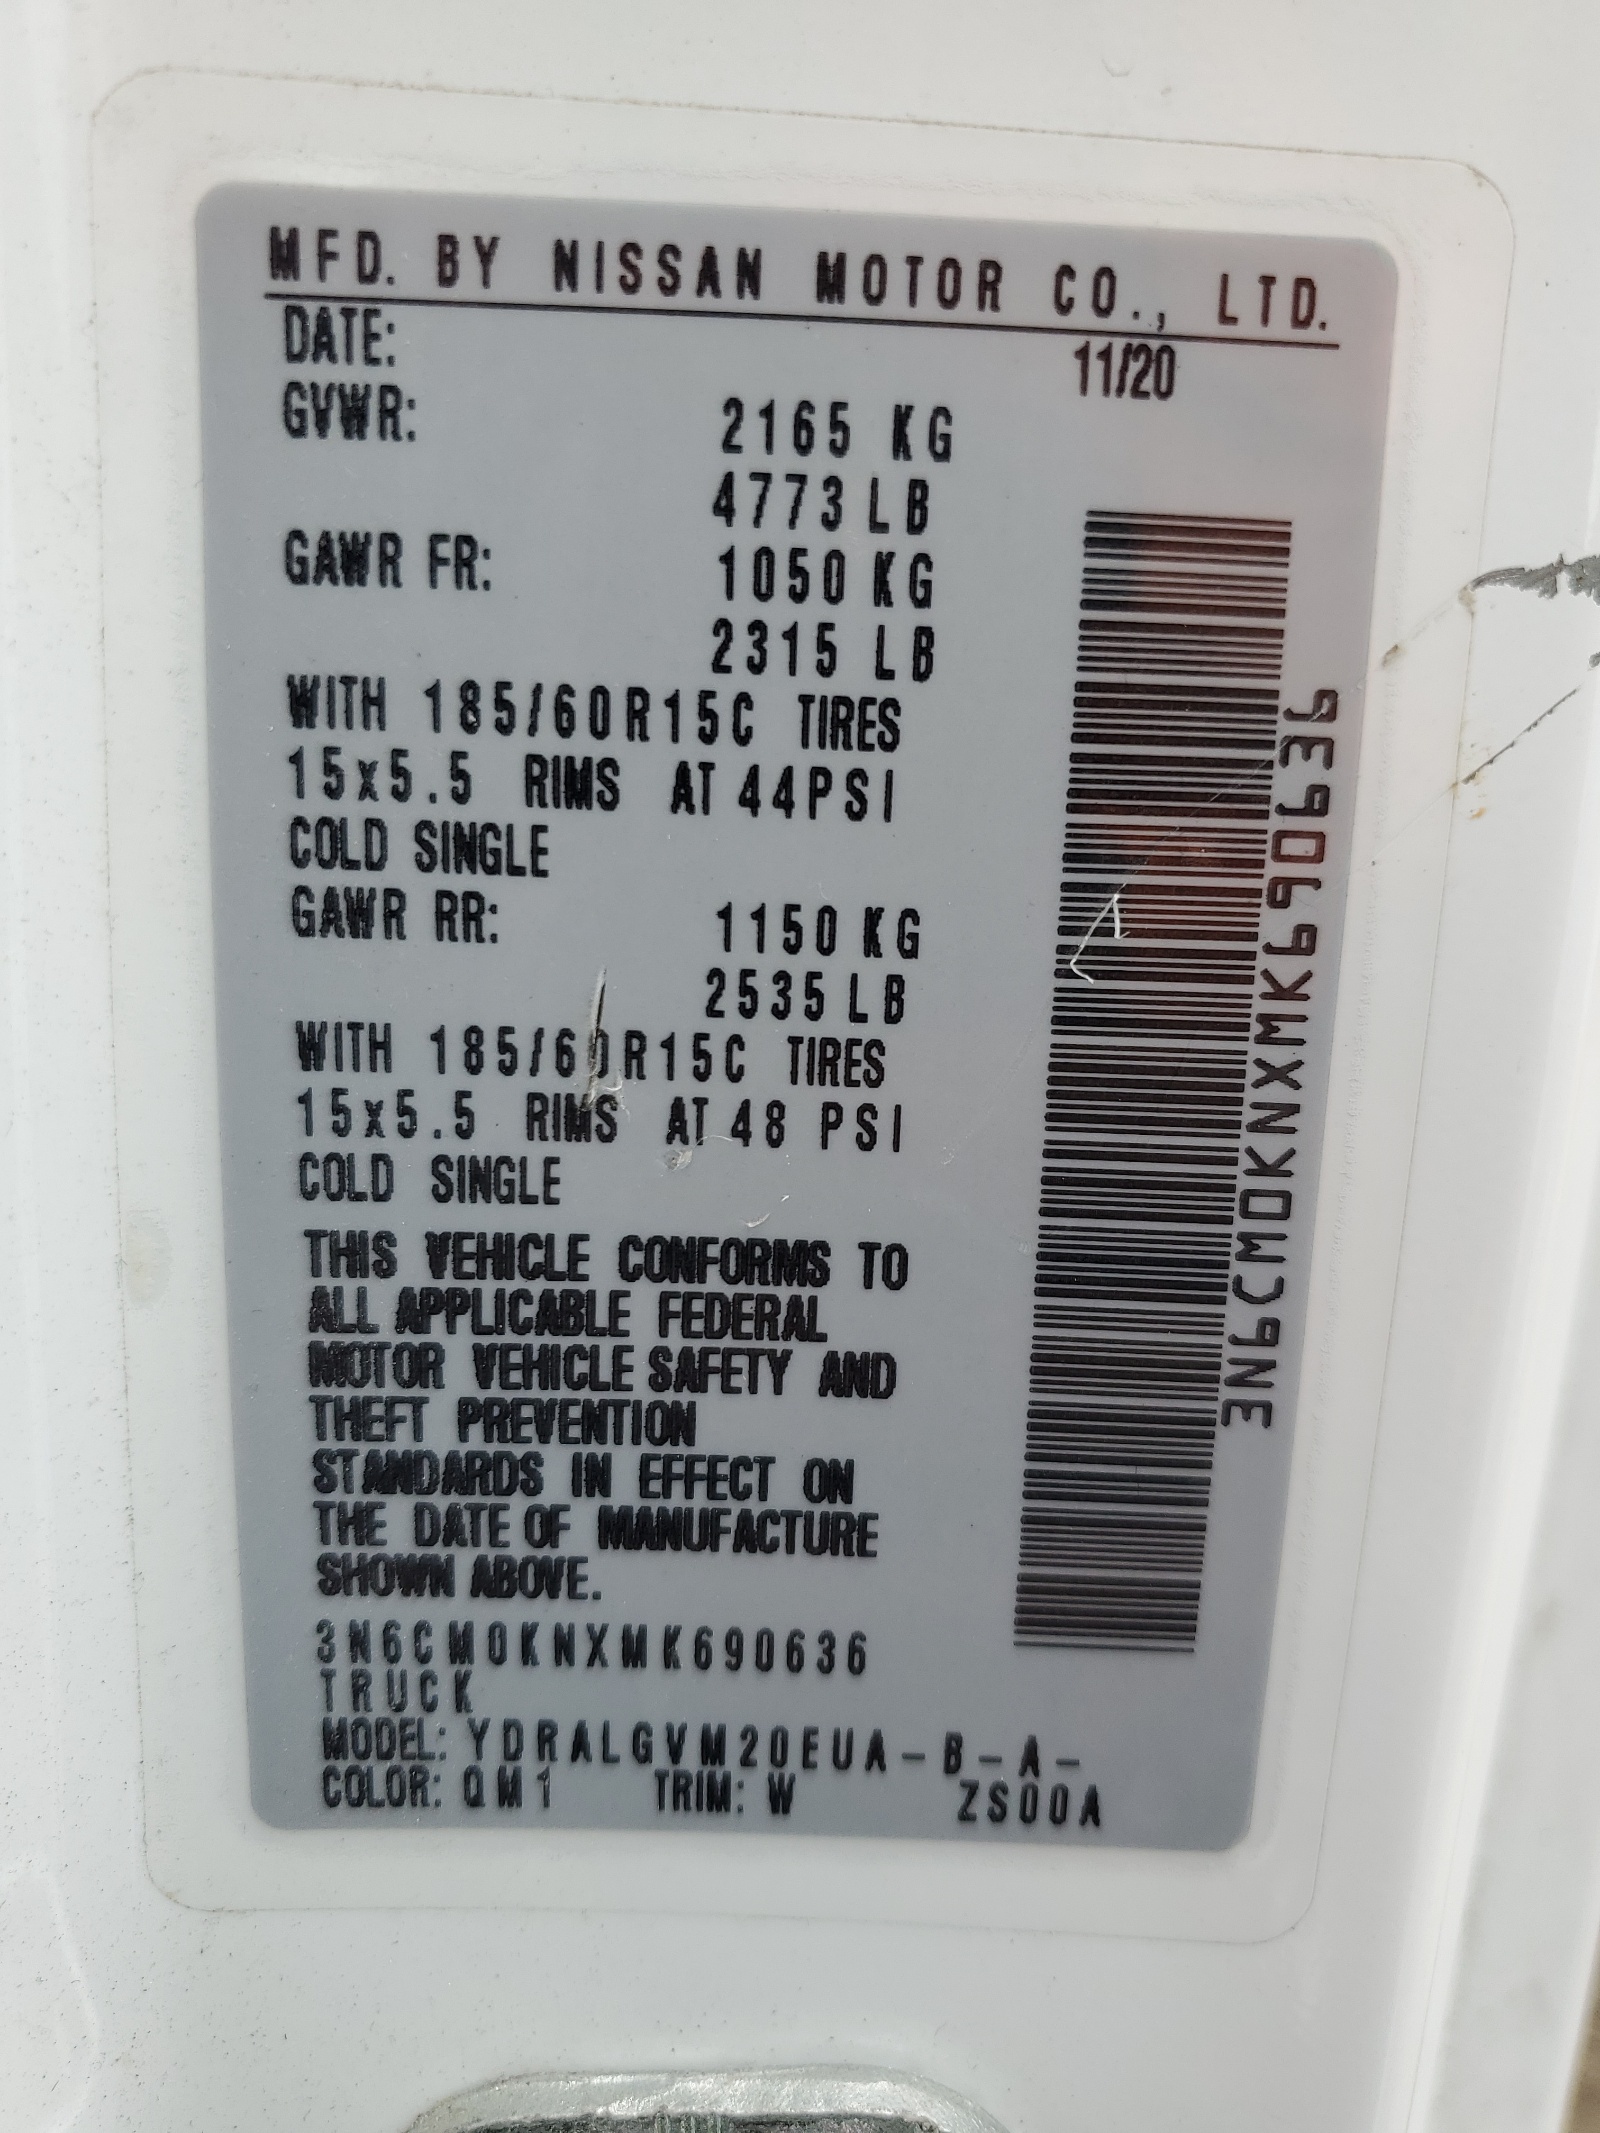 MFD. BY NISSAN MOTOR CO., LTD.
DATE: 11/20
GVWR: 2165 KG
4773 LB
GAWR FR: 1050 KG
2315 LB
WITH 185/60R15C TIRES
15x5.5 RIMS AT 44PSI
COLD SINGLE
GAWR RR: 1150 KG
2535 LB
WITH 185/60R15C TIRES
15x5.5 RIMS AT 48 PSI
COLD SINGLE
THIS VEHICLE CONFORMS TO
ALL APPLICABLE FEDERAL
MOTOR VEHICLE SAFETY AND
THEFT PREVENTION
STANDARDS IN EFFECT ON
THE DATE OF MANUFACTURE
SHOWN ABOVE.
3N6CM0KNXMK690636
TRUCK
MODEL: YDRALGVM20EUA-B-A-
COLOR: QM1 TRIM: W ZS00A
3N6CM0KNXMK690636